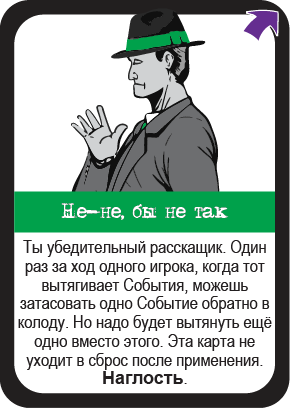 Не-не, бы не так
Ты убедительный расскащик. Один
раз за ход одного игрока, когда тот
вытягивает События, можешь
затасовать одно Событие обратно в
колоду. Но надо будет вытянуть ещё
одно вместо этого. Эта карта не
уходит в сброс после применения.
Наглость.